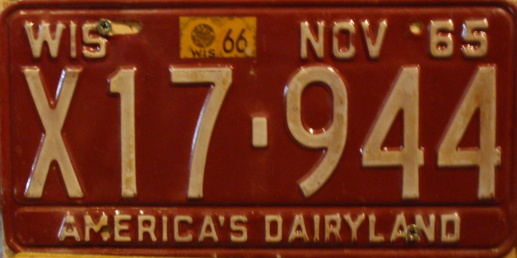 WIS WIS 66 NOV 65
X17-944
AMERICA'S DAIRYLAND